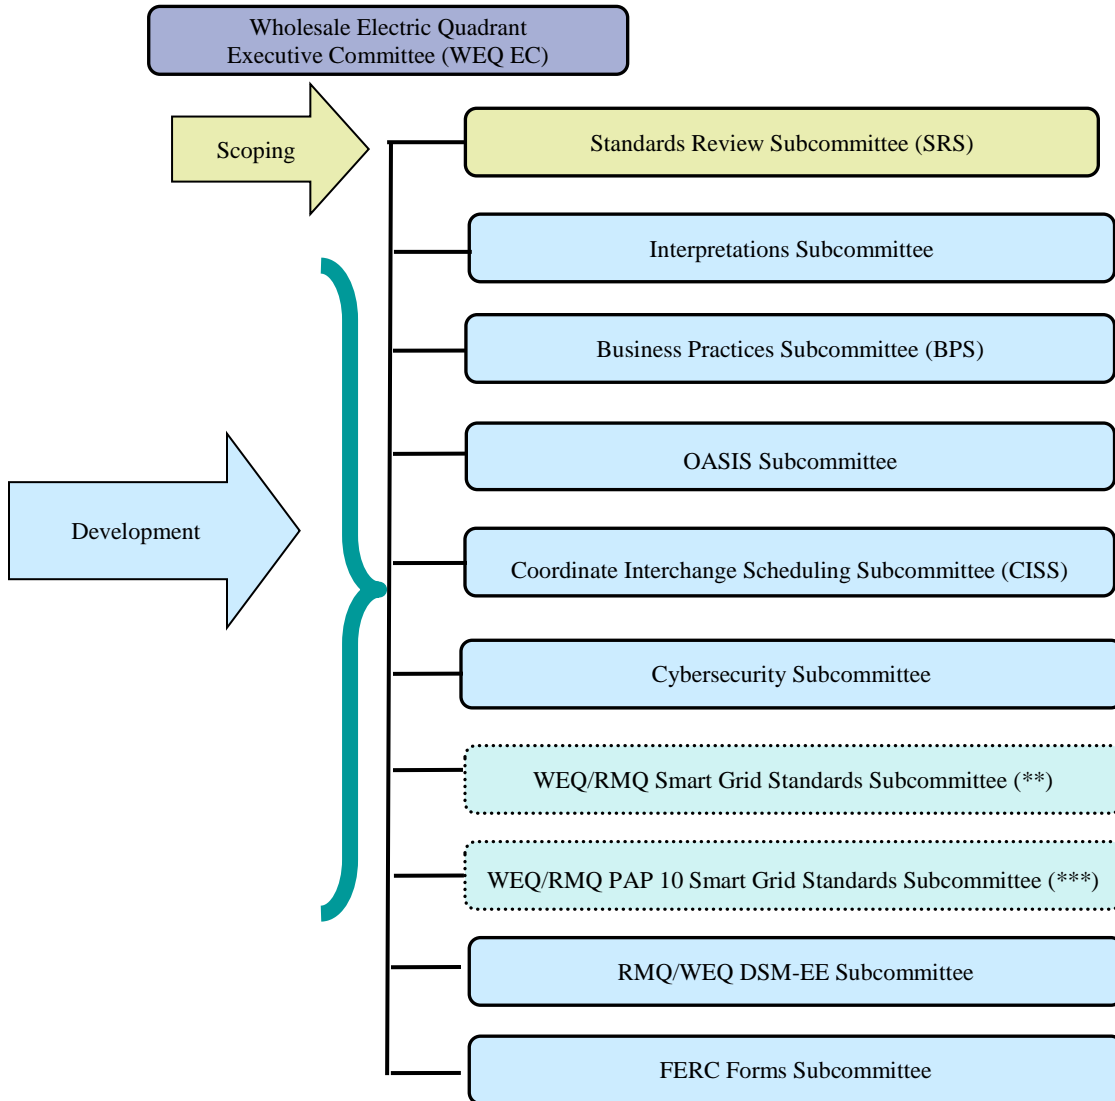 Wholesale Electric Quadrant
Executive Committee (WEQ EC)
Scoping
Standards Review Subcommittee (SRS)
Interpretations Subcommittee
Business Practices Subcommittee (BPS)
OASIS Subcommittee
Development
Coordinate Interchange Scheduling Subcommittee (CISS)
Cybersecurity Subcommittee
WEQ/RMQ Smart Grid Standards Subcommittee (**)
WEQ/RMQ PAP 10 Smart Grid Standards Subcommittee (***)
RMQ/WEQ DSM-EE Subcommittee
FERC Forms Subcommittee